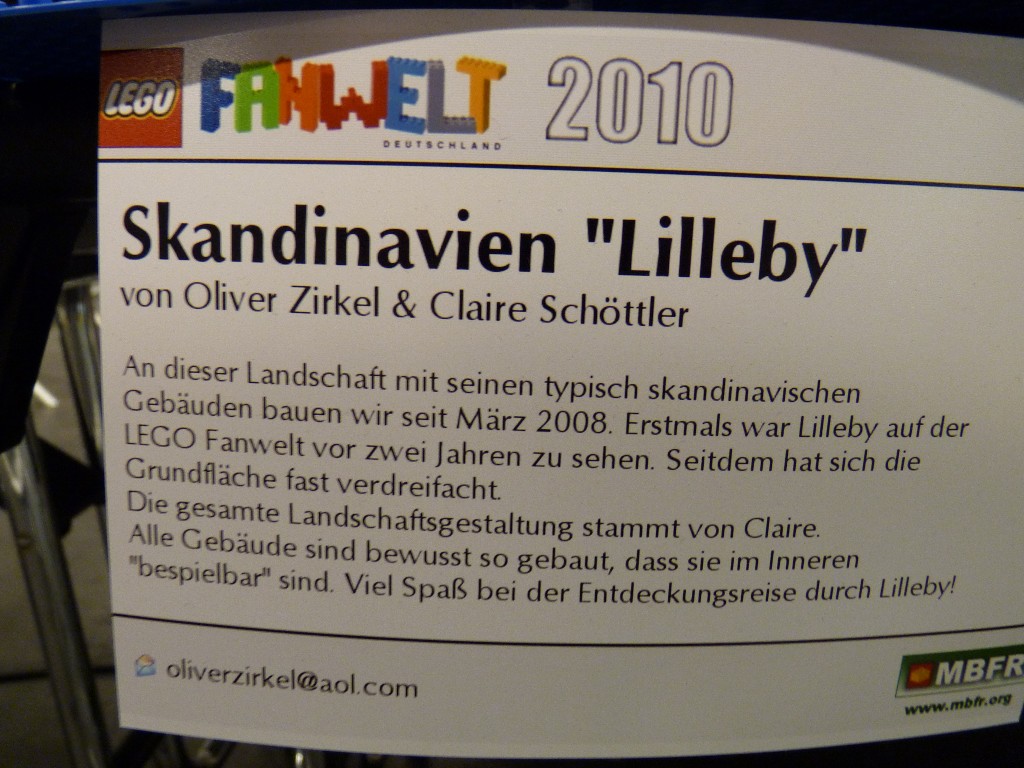 LEGO FANWELT 2010
DEUTSCHLAND
Skandinavien "Lilleby"
von Oliver Zirkel & Claire Schöttler
An dieser Landschaft mit seinen typisch skandinavischen
Gebäuden bauen wir seit März 2008. Erstmals war Lilleby auf der
LEGO Fanwelt vor zwei Jahren zu sehen. Seitdem hat sich die
Grundfläche fast verdreifacht.
Die gesamte Landschaftsgestaltung stammt von Claire.
Alle Gebäude sind bewusst so gebaut, dass sie im Inneren
"bespielbar" sind. Viel Spaß bei der Entdeckungsreise durch Lilleby!
oliverzirkel@aol.com
MBFR
www.mbfr.org